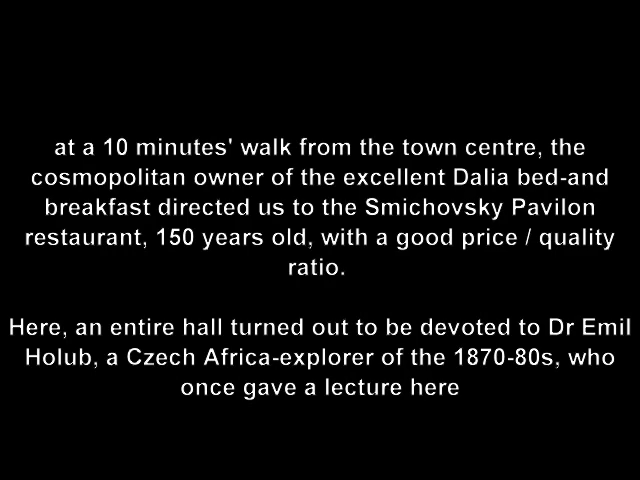 at a 10 minutes' walk from the town centre, the
cosmopolitan owner of the excellent Dalia bed-and
breakfast directed us to the Smichovsky Pavilon
restaurant, 150 years old, with a good price / quality
ratio.
Here, an entire hall turned out to be devoted to Dr Emil
Holub, a Czech Africa-explorer of the 1870-80s, who
once gave a lecture here